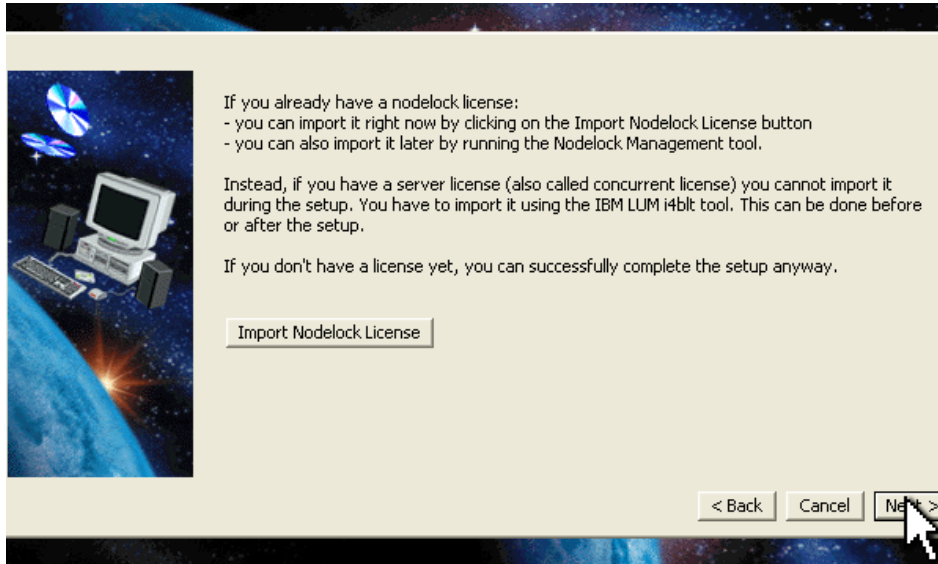 If you already have a nodelock license:
- you can import it right now by clicking on the Import Nodelock License button
- you can also import it later by running the Nodelock Management tool.
Instead, if you have a server license (also called concurrent license) you cannot import it
during the setup. You have to import it using the IBM LUM i4blt tool. This can be done before
or after the setup.
If you don't have a license yet, you can successfully complete the setup anyway.
Import Nodelock License
< Back Cancel Next >